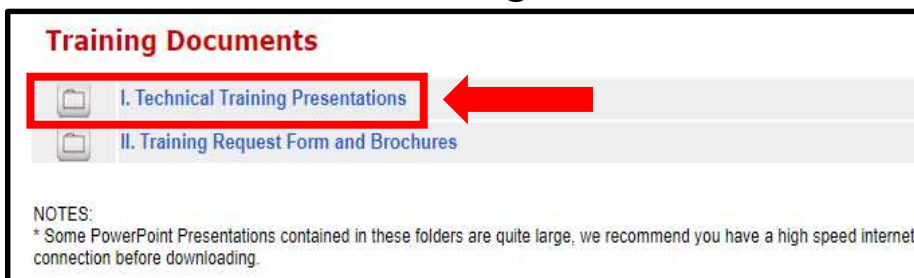 Training Documents
I. Technical Training Presentations
II. Training Request Form and Brochures
NOTES:
* Some PowerPoint Presentations contained in these folders are quite large, we recommend you have a high speed internet
connection before downloading.